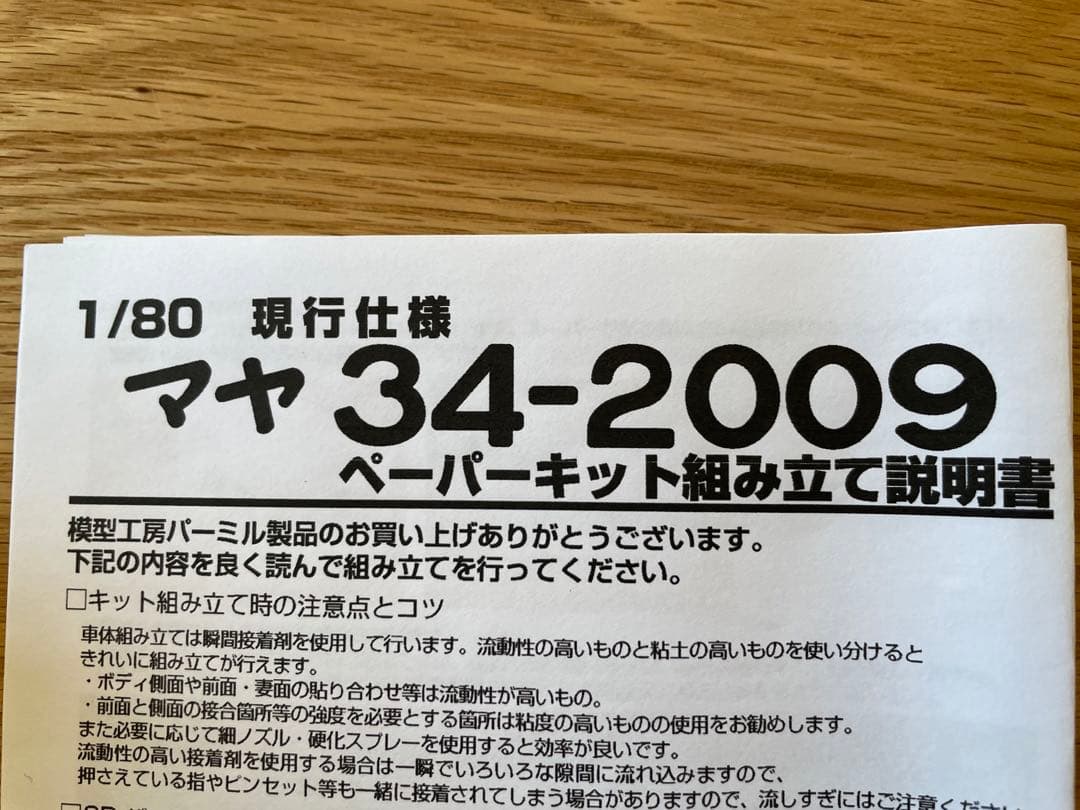 1/80 現行仕様
マヤ 34-2009
ペーパーキット組み立て説明書
模型工房パーミル製品のお買い上げありがとうございます。
下記の内容を良く読んで組み立てを行ってください。
□キット組み立て時の注意点とコツ
車体組み立ては瞬間接着剤を使用して行います。流動性の高いものと粘土の高いものを使い分けると
きれいに組み立てが行えます。
・ボディ側面や前面・妻面の貼り合わせ等は流動性が高いもの。
・前面と側面の接合箇所等の強度を必要とする箇所は粘度の高いものの使用をお勧めします。
また必要に応じて細ノズル・硬化スプレーを使用すると効率が良いです。
流動性の高い接着剤を使用する場合は一瞬でいろいろな隙間に流れ込みますので、
押さえている指やピンセット等も一緒に接着されてしまう場合がありますので、流しすぎにはご注意くださ